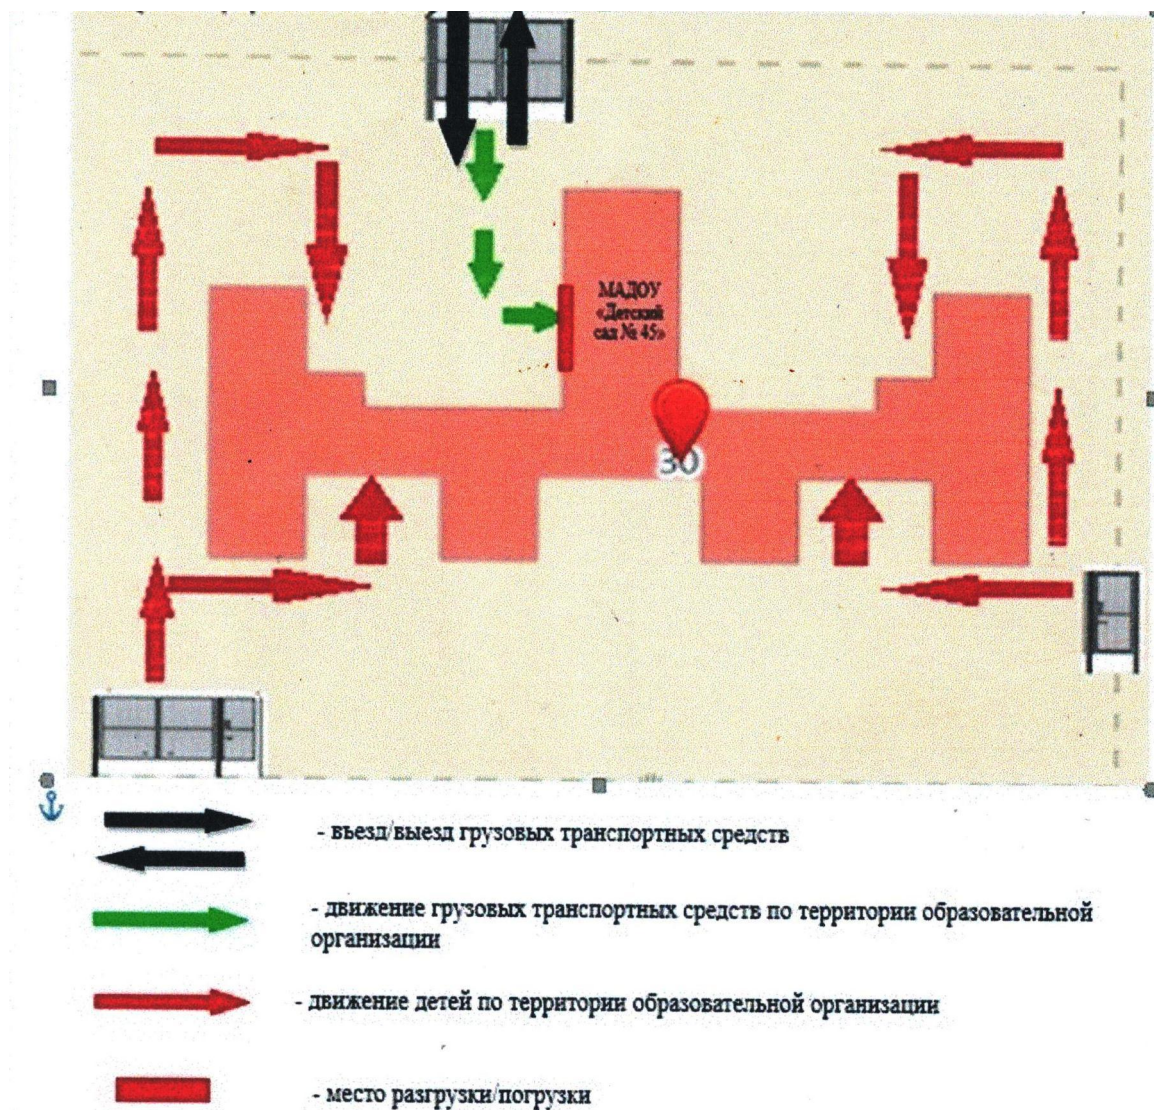 МАДОУ
«Детский
сад № 45»
30
- въезд/выезд грузовых транспортных средств
- движение грузовых транспортных средств по территории образовательной
организации
- движение детей по территории образовательной организации
- место разгрузки/погрузки